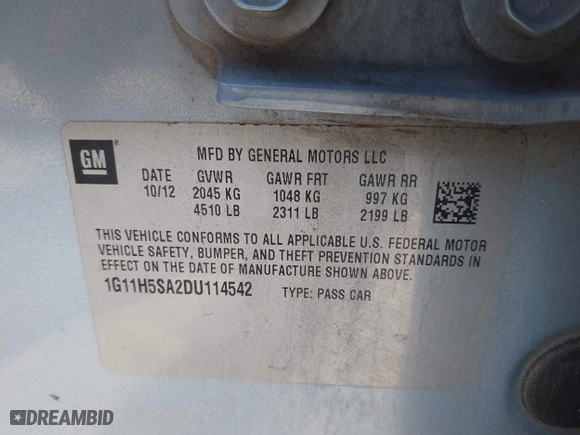 GM
MFD BY GENERAL MOTORS LLC
DATE GVWR GAWR FRT GAWR RR
10/12 2045 KG 1048 KG 997 KG
4510 LB 2311 LB 2199 LB
THIS VEHICLE CONFORMS TO ALL APPLICABLE U.S. FEDERAL MOTOR
VEHICLE SAFETY, BUMPER, AND THEFT PREVENTION STANDARDS IN
EFFECT ON THE DATE OF MANUFACTURE SHOWN ABOVE.
1G11H5SA2DU114542 TYPE: PASS CAR
DREAMBID